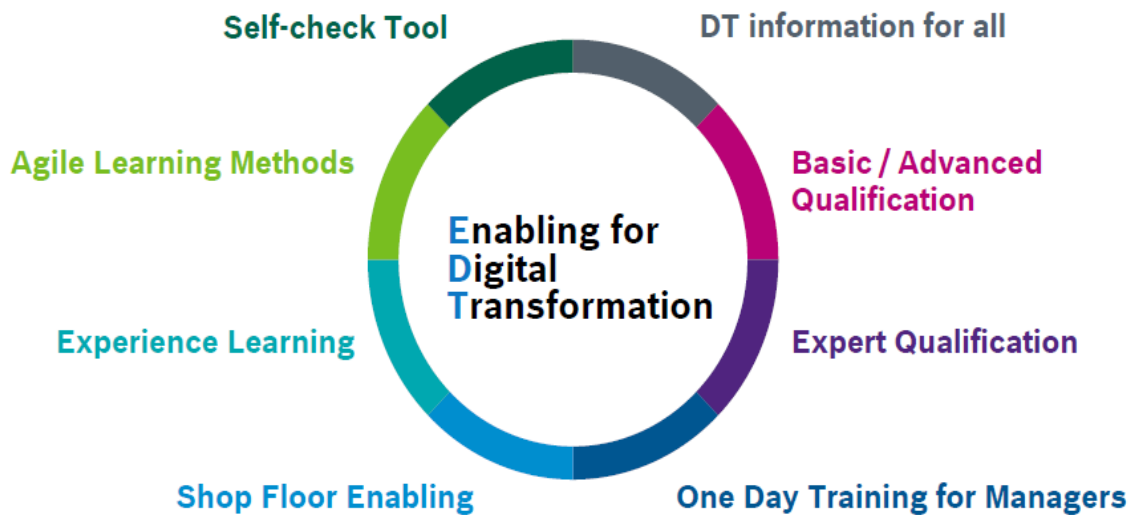 Self-check Tool
DT information for all
Agile Learning Methods
Basic / Advanced
Qualification
Enabling for
Digital
Transformation
Experience Learning
Expert Qualification
Shop Floor Enabling
One Day Training for Managers